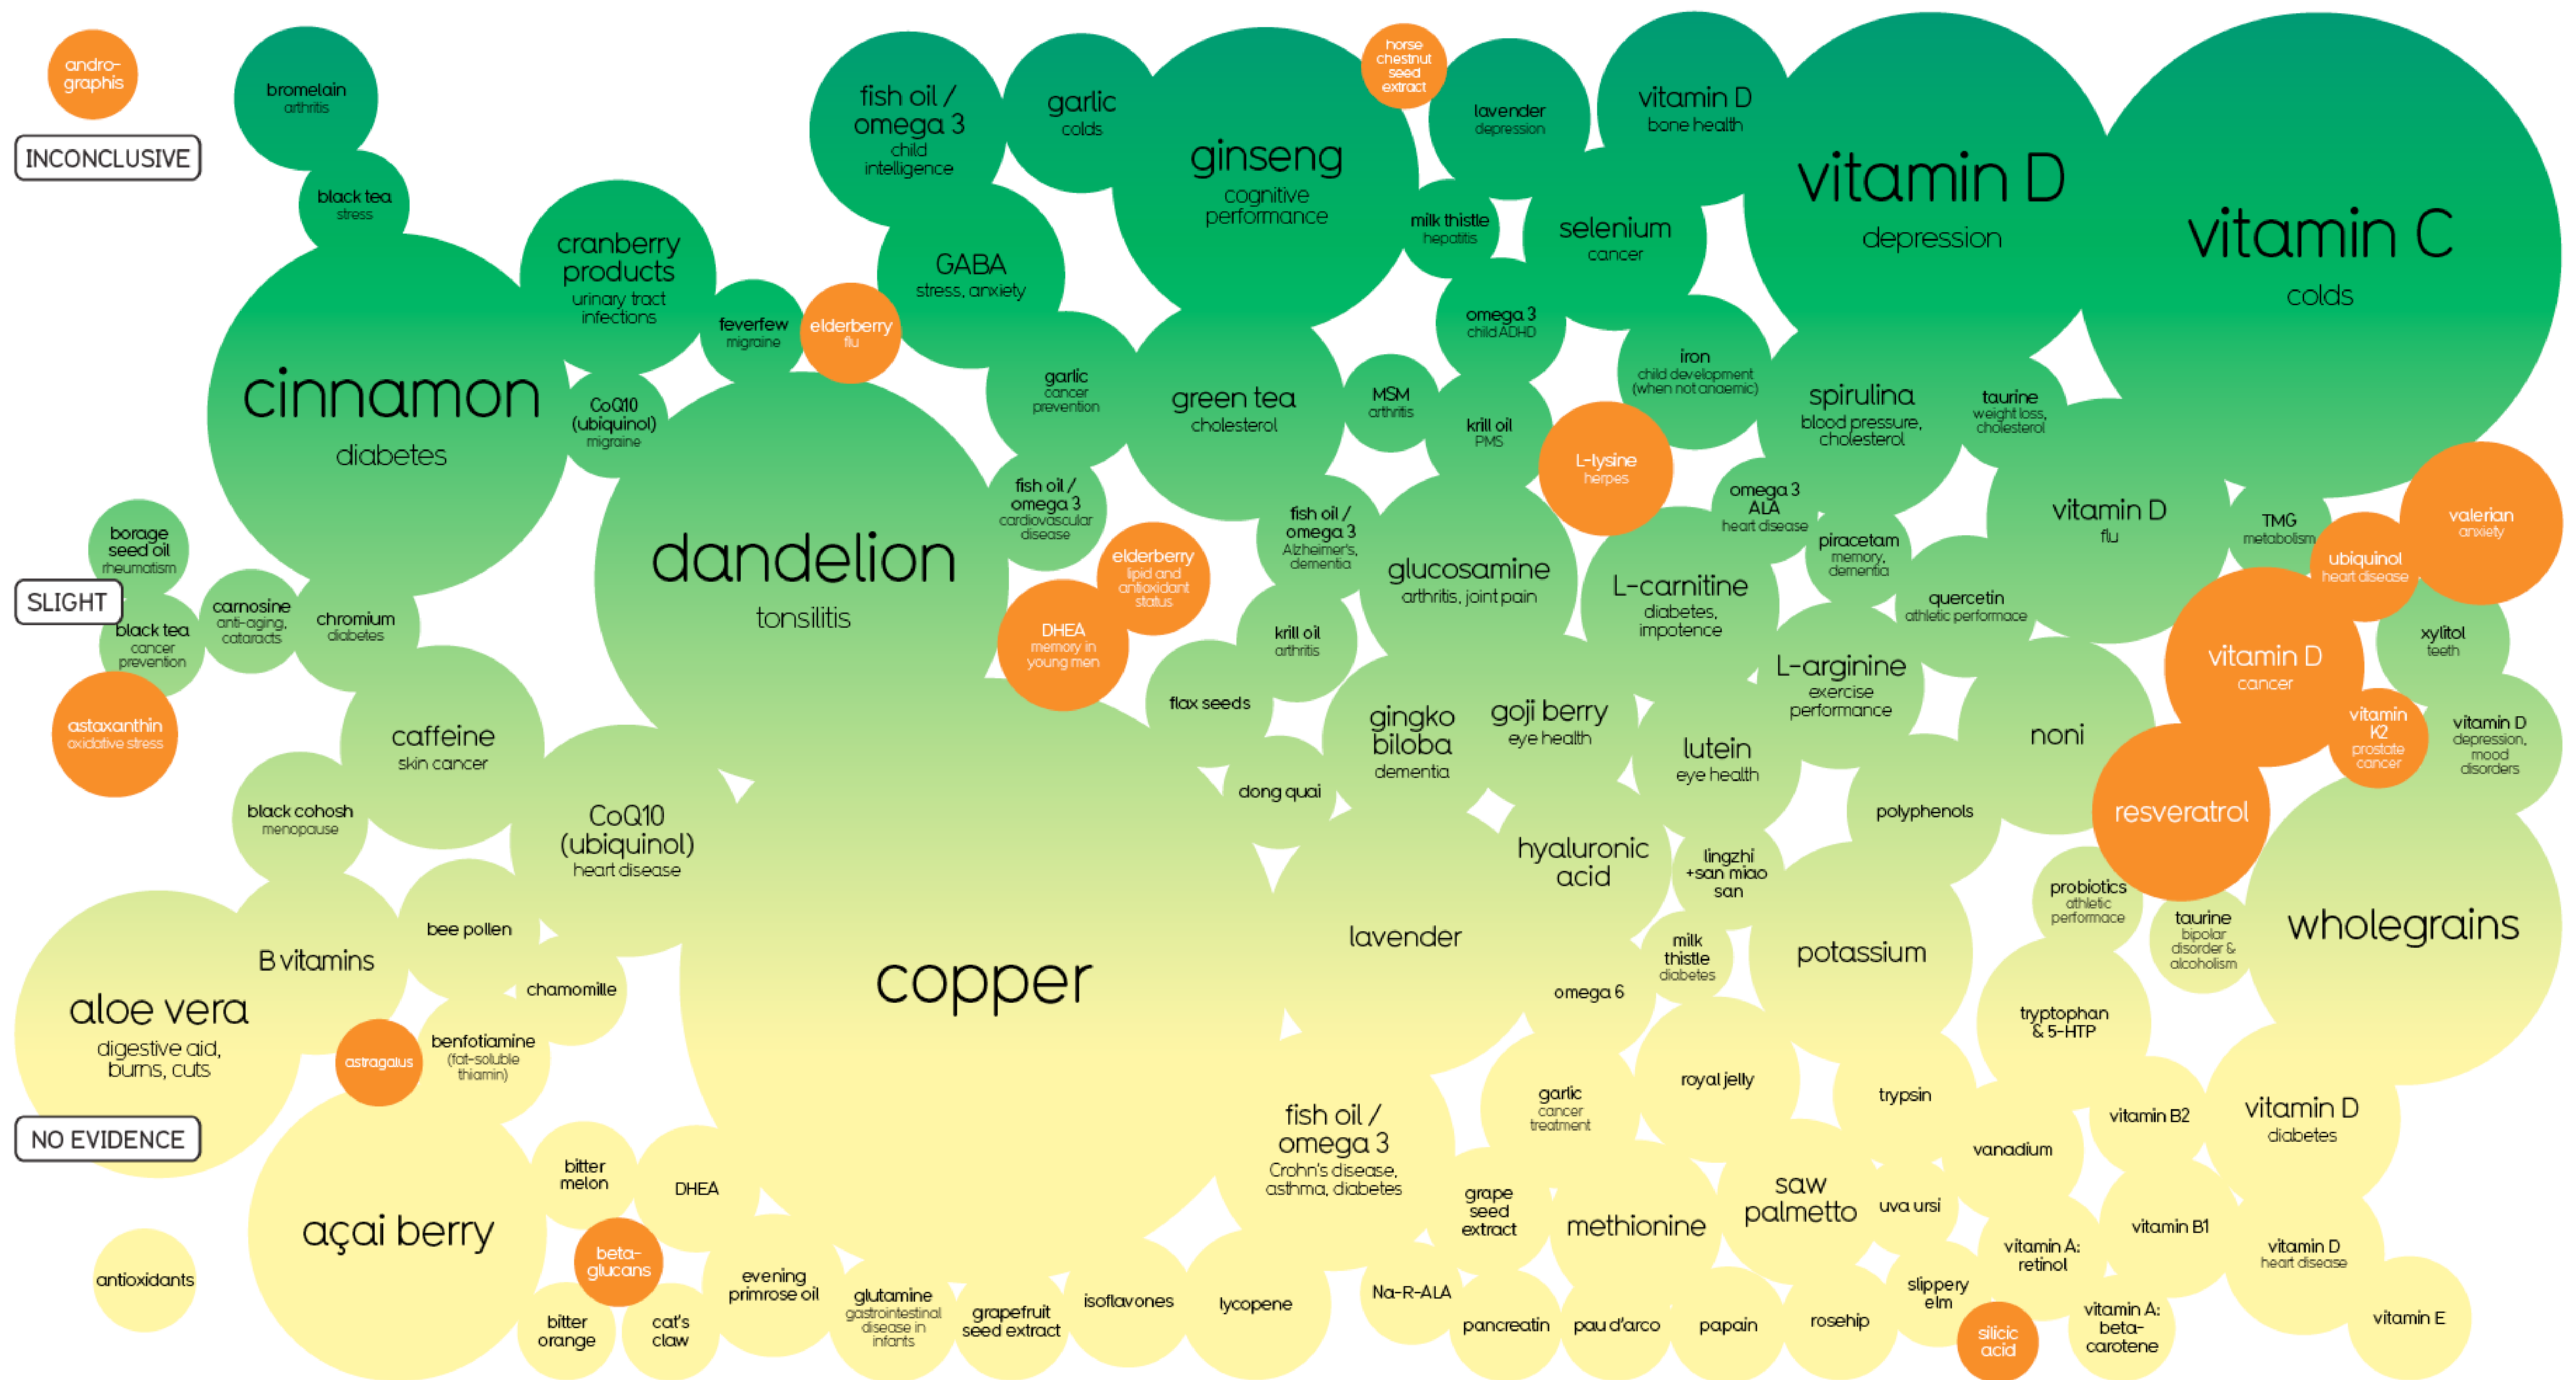 andro-
graphis
INCONCLUSIVE
bromelain
arthritis
black tea
stress
cinnamon
diabetes
cranberry
products
urinary tract
infections
feverfew
migraine
elderberry
flu
CoQ10
(ubiquinol)
migraine
fish oil /
omega 3
child
intelligence
garlic
colds
GABA
stress, anxiety
ginseng
cognitive
performance
horse
chestnut
seed
extract
lavender
depression
vitamin D
bone health
milk thistle
hepatitis
selenium
cancer
vitamin D
depression
vitamin C
colds
omega 3
child ADHD
iron
child development
(when not anaemic)
garlic
cancer
prevention
green tea
cholesterol
MSM
arthritis
krill oil
PMS
spirulina
blood pressure,
cholesterol
taurine
weight loss,
cholesterol
L-lysine
herpes
dandelion
tonsilitis
fish oil /
omega 3
cardiovascular
disease
fish oil /
omega 3
Alzheimer's,
dementia
omega 3
ALA
heart disease
vitamin D
flu
TMG
metabolism
valerian
anxiety
piracetam
memory,
dementia
ubiquinol
heart disease
borage
seed oil
rheumatism
SLIGHT
black tea
cancer
prevention
carnosine
anti-aging,
cataracts
chromium
diabetes
elderberry
lipid and
antioxidant
status
DHEA
memory in
young men
glucosamine
arthritis, joint pain
L-carnitine
diabetes,
impotence
quercetin
athletic performace
krill oil
arthritis
xylitol
teeth
vitamin D
cancer
L-arginine
exercise
performance
astaxanthin
oxidative stress
caffeine
skin cancer
flax seeds
gingko
biloba
dementia
goji berry
eye health
lutein
eye health
noni
vitamin
K2
prostate
cancer
vitamin D
depression,
mood
disorders
black cohosh
menopause
CoQ10
(ubiquinol)
heart disease
dong quai
polyphenols
resveratrol
hyaluronic
acid
lingzhi
+san miao
san
probiotics
athletic
performace
taurine
bipolar
disorder &
alcoholism
wholegrains
aloe vera
digestive aid,
burns, cuts
B vitamins
bee pollen
chamomille
copper
lavender
milk
thistle
diabetes
potassium
omega 6
tryptophan
& 5-HTP
astragalus
benfotiamine
(fat-soluble
thiamin)
NO EVIDENCE
royal jelly
garlic
cancer
treatment
trypsin
fish oil /
omega 3
Crohn's disease,
asthma, diabetes
vitamin B2
vitamin D
diabetes
vanadium
bitter
melon
DHEA
açai berry
grape
seed
extract
methionine
saw
palmetto
uva ursi
vitamin B1
antioxidants
beta-
glucans
vitamin A:
retinol
vitamin D
heart disease
evening
primrose oil
glutamine
gastrointestinal
disease in
infants
grapefruit
seed extract
isoflavones
lycopene
Na-R-ALA
slippery
elm
bitter
orange
cat's
claw
pancreatin
pau d'arco
papain
rosehip
silicic
acid
vitamin A:
beta-
carotene
vitamin E